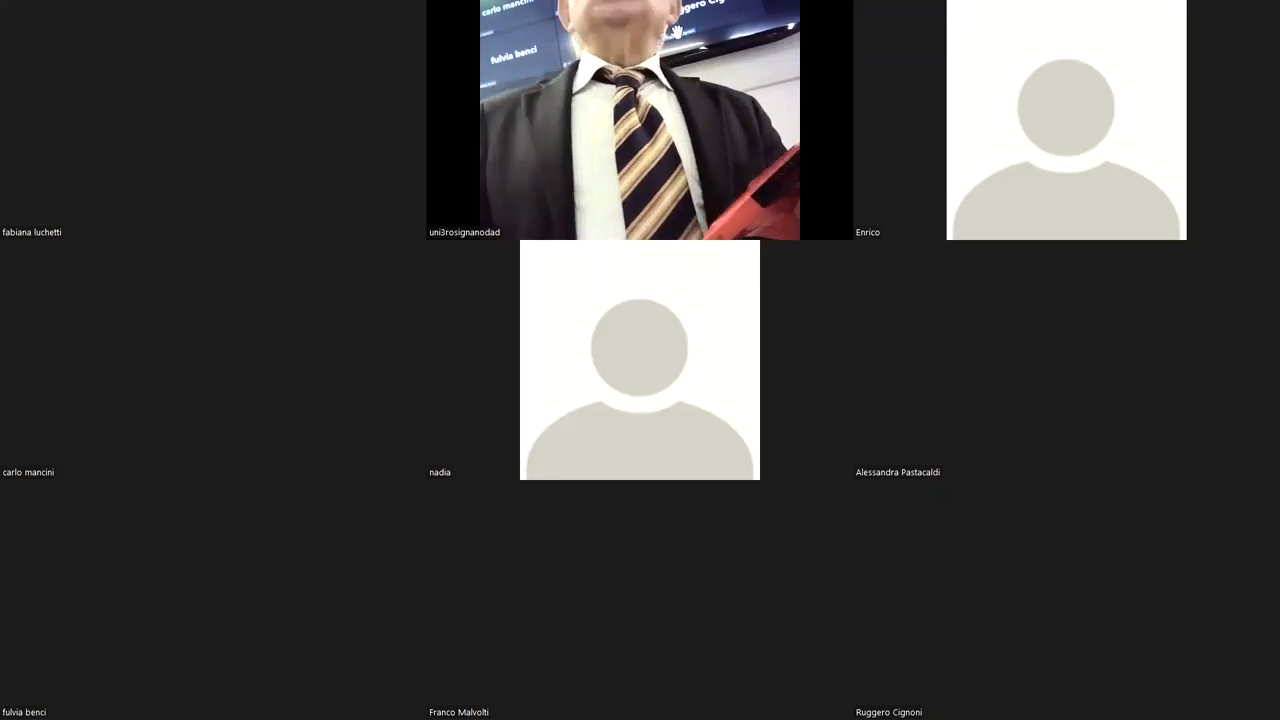 carlo mancini
fulvia benci
fabiana luchetti
uni3rosignanodad
Enrico
carlo mancini
nadia
Alessandra Pastacaldi
fulvia benci
Franco Malvolti
Ruggero Cignoni